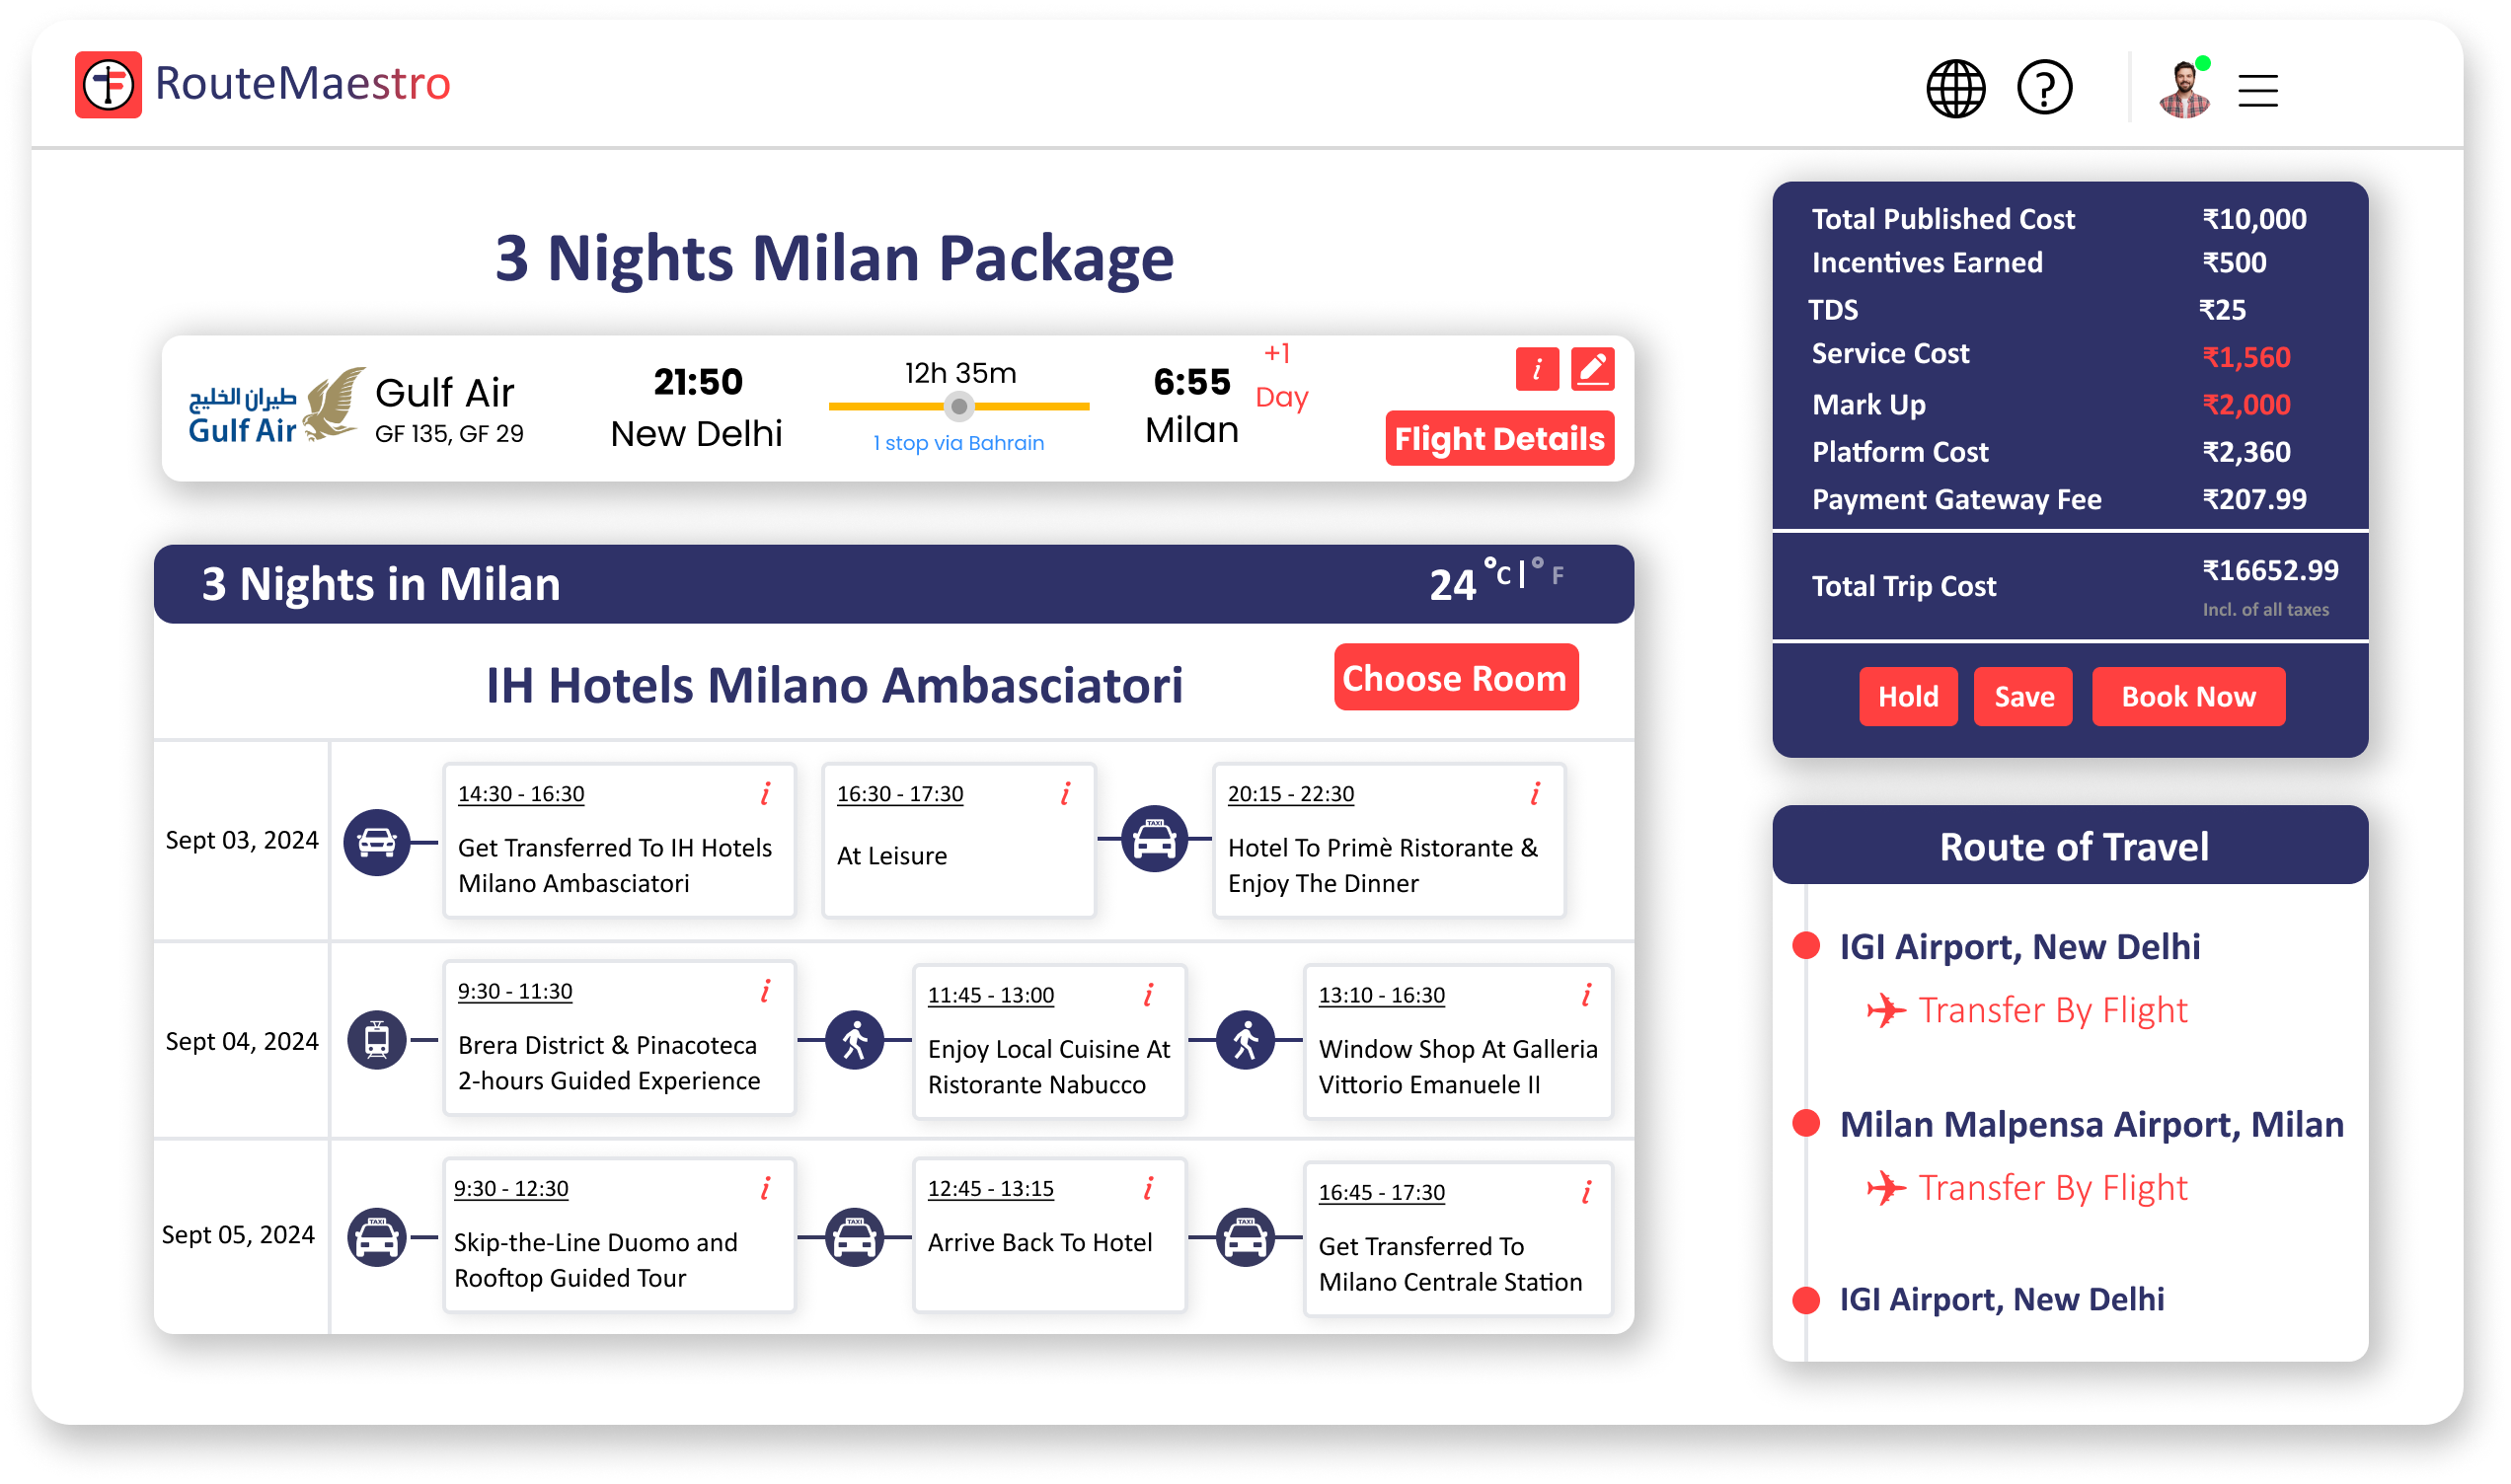 RouteMaestro
3 Nights Milan Package
طيران الخليج
Gulf Air
Gulf Air
GF 135, GF 29
21:50
New Delhi
12h 35m
1 stop via Bahrain
6:55
Milan
+1
Day
i
Flight Details
3 Nights in Milan
24 °C | ° F
IH Hotels Milano Ambasciatori
Choose Room
Sept 03, 2024
14:30 - 16:30
i
Get Transferred To IH Hotels
Milano Ambasciatori
16:30 - 17:30
i
At Leisure
TAXI
20:15 - 22:30
i
Hotel To Primè Ristorante &
Enjoy The Dinner
Sept 04, 2024
9:30 - 11:30
i
Brera District & Pinacoteca
2-hours Guided Experience
11:45 - 13:00
i
Enjoy Local Cuisine At
Ristorante Nabucco
13:10 - 16:30
i
Window Shop At Galleria
Vittorio Emanuele II
Sept 05, 2024
TAXI
9:30 - 12:30
i
Skip-the-Line Duomo and
Rooftop Guided Tour
TAXI
12:45 - 13:15
i
Arrive Back To Hotel
TAXI
16:45 - 17:30
i
Get Transferred To
Milano Centrale Station
Total Published Cost ₹10,000
Incentives Earned ₹500
TDS ₹25
Service Cost ₹1,560
Mark Up ₹2,000
Platform Cost ₹2,360
Payment Gateway Fee ₹207.99
Total Trip Cost ₹16652.99
Incl. of all taxes
Hold
Save
Book Now
Route of Travel
IGI Airport, New Delhi
Transfer By Flight
Milan Malpensa Airport, Milan
Transfer By Flight
IGI Airport, New Delhi